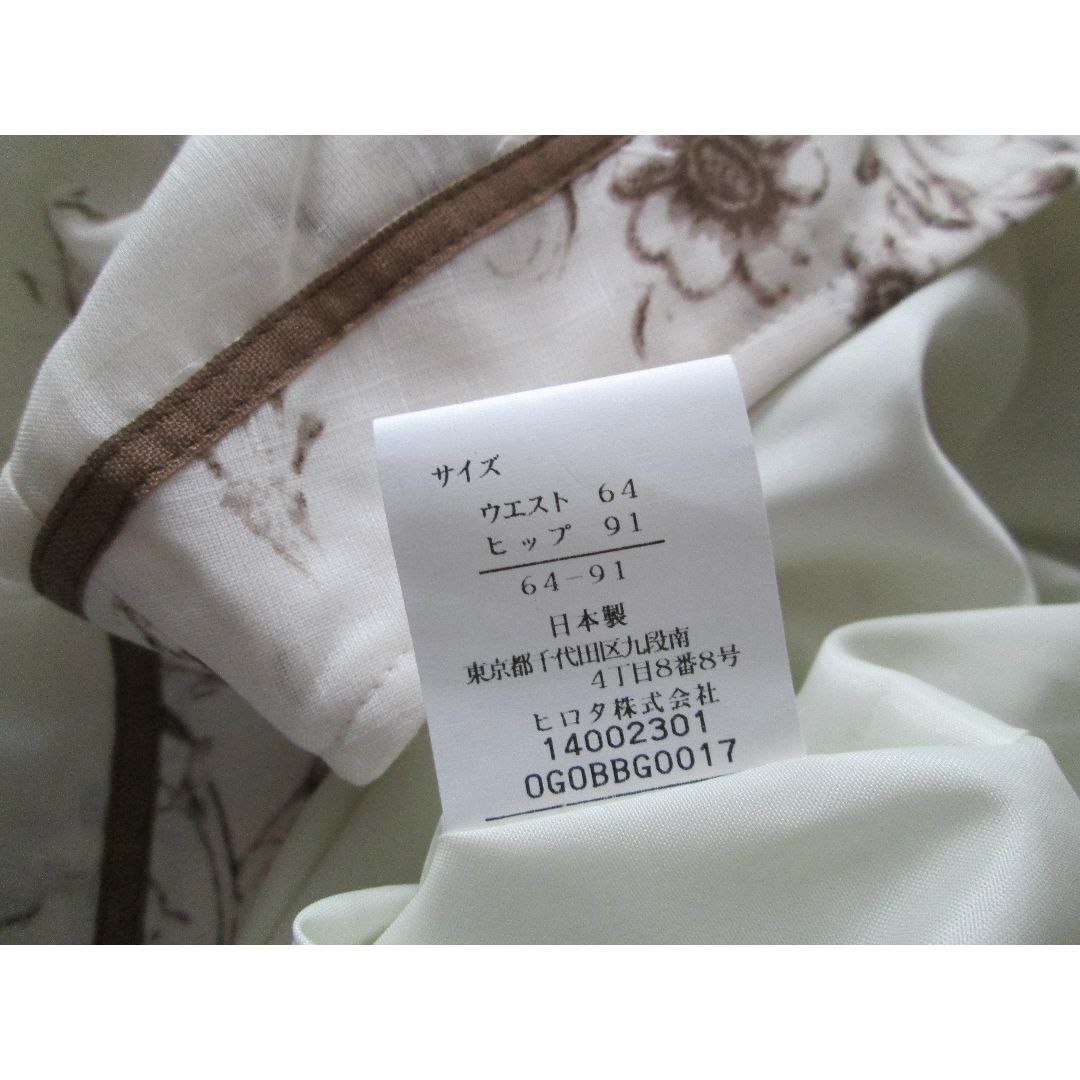 サイズ
ウエスト 64
ヒップ 91
64-91
日本製
東京都千代田区九段南
4丁目8番8号
ヒロタ株式会社
14002301
0G0BBG0017